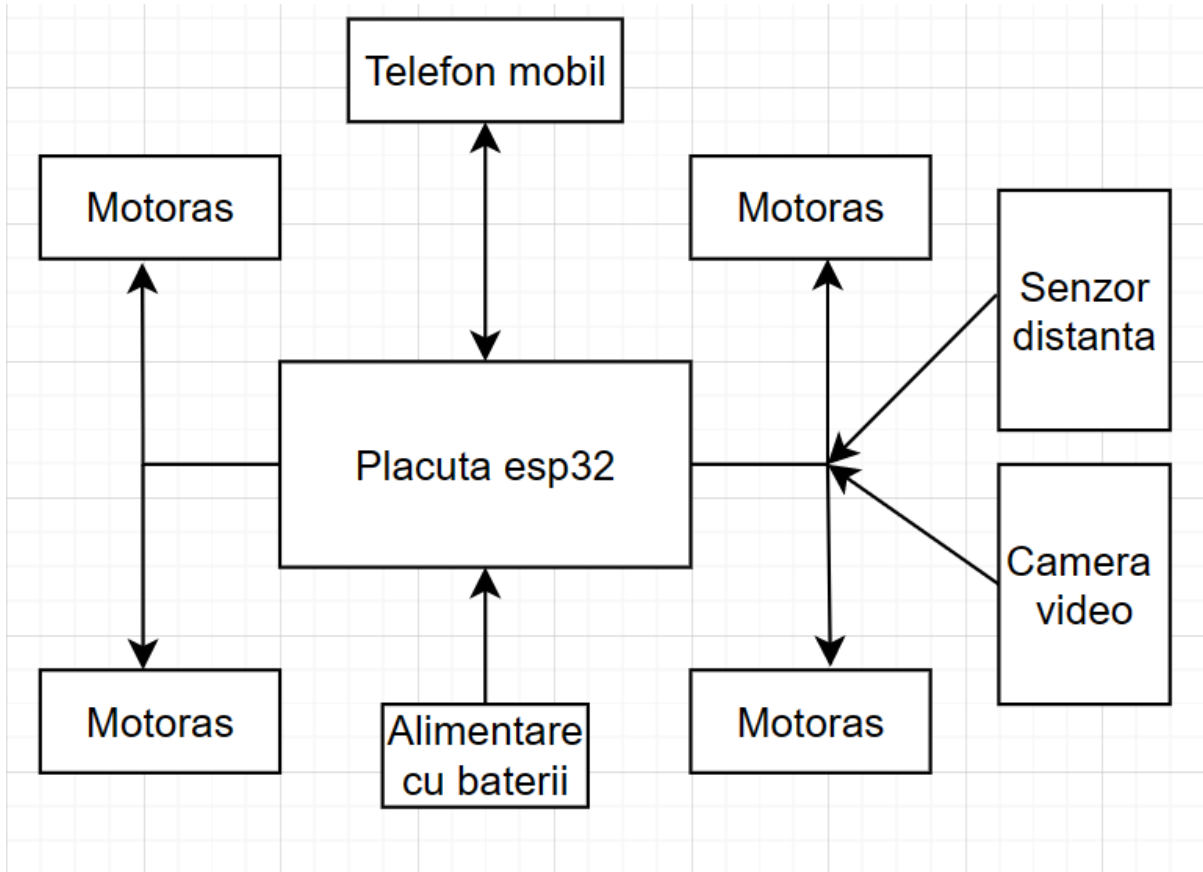 Telefon mobil
Motoras
Motoras
Senzor
distanta
Placuta esp32
Camera
video
Motoras
Alimentare
cu baterii
Motoras